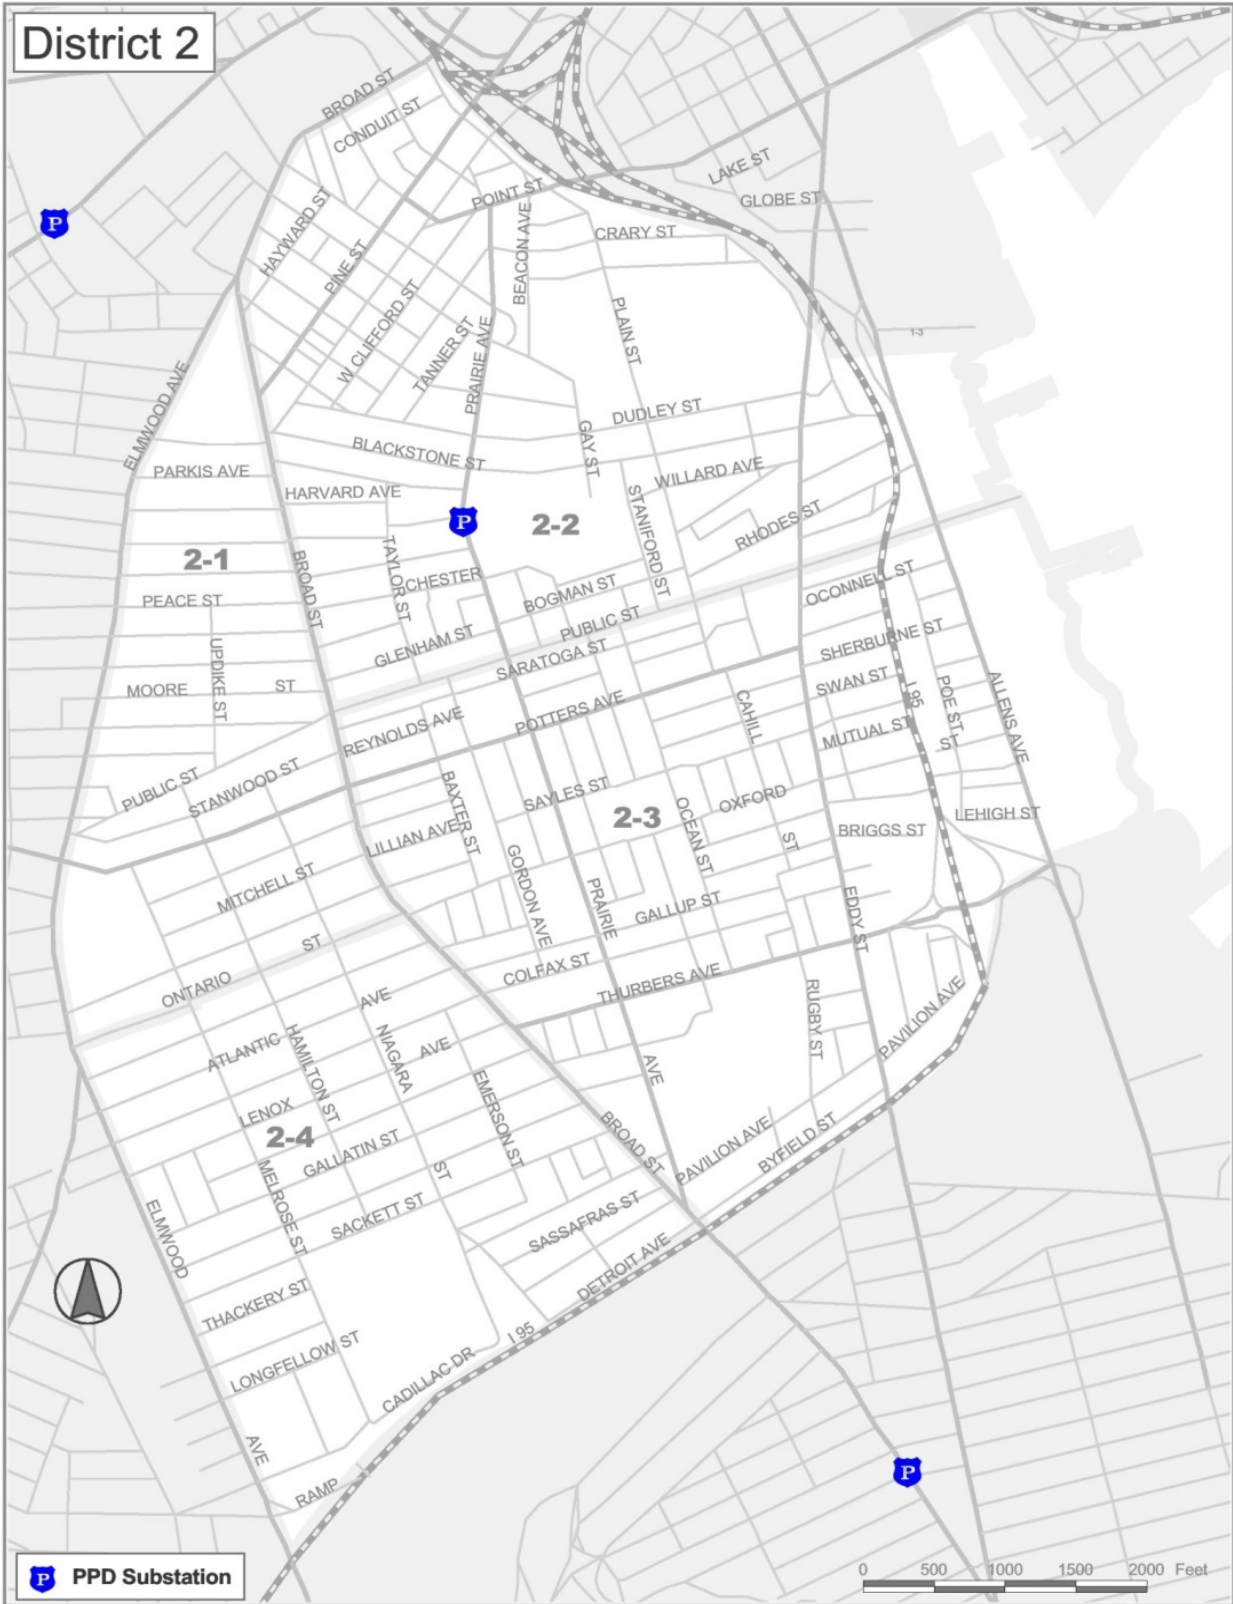 District 2
BROAD ST
CONDUIT ST
LAKE ST
POINT ST
GLOBE ST
P
HAYWARD ST
BEACON AVE
CRARY ST
PINE ST
W CLIFFORD ST
PLAIN ST
1-3
TANNER ST
PRAIRIE AVE
ELMWOOD AVE
DUDLEY ST
GAY ST
BLACKSTONE ST
PARKIS AVE
WILLARD AVE
HARVARD AVE
P
2-2
STANIFORD ST
RHODES ST
2-1
BROAD ST
TAYLOR ST
CHESTER
OCONNELL ST
PEACE ST
BOGMAN ST
PUBLIC ST
GLENHAM ST
SHERBURNE ST
SARATOGA ST
UPDIKE ST
MOORE
ST
SWAN ST
I 95
POE ST
ALLENS AVE
CAHILL
POTTERS AVE
REYNOLDS AVE
MUTUAL ST
ST
PUBLIC ST
STANWOOD ST
SAYLES ST
OXFORD
BAXTER ST
2-3
OCEAN ST
LEHIGH ST
BRIGGS ST
LILLIAN AVE
ST
MITCHELL ST
GORDON AVE
PRAIRIE
GALLUP ST
EDDY ST
ST
ONTARIO
COLFAX ST
THURBERS AVE
AVE
RUGBY ST
PAVILION AVE
ATLANTIC
HAMILTON ST
NIAGARA
AVE
AVE
LENOX
EMERSON ST
2-4
GALLATIN ST
BROAD ST
PAVILION AVE
BYFIELD ST
MELROSE ST
ST
SACKETT ST
ELMWOOD
SASSAFRAS ST
DETROIT AVE
THACKERY ST
I 95
LONGFELLOW ST
CADILLAC DR
AVE
RAMP
P
P PPD Substation
0 500 1000 1500 2000 Feet